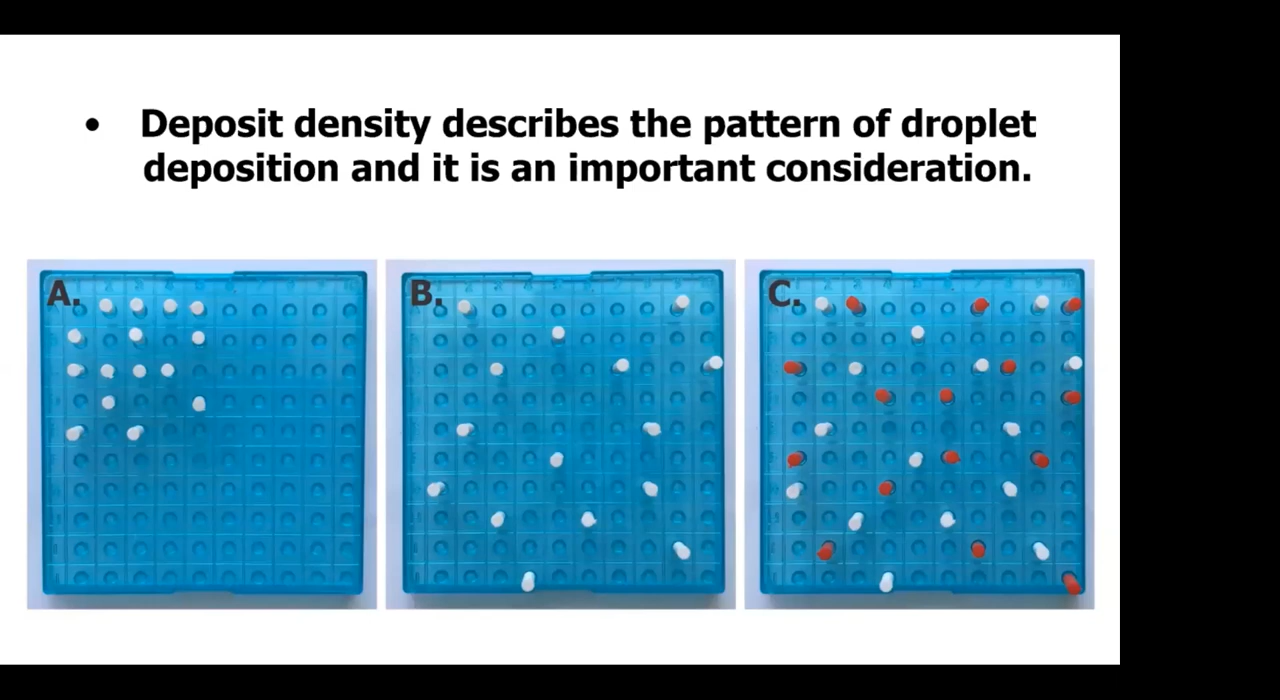 • Deposit density describes the pattern of droplet
deposition and it is an important consideration.
A.
B.
C.